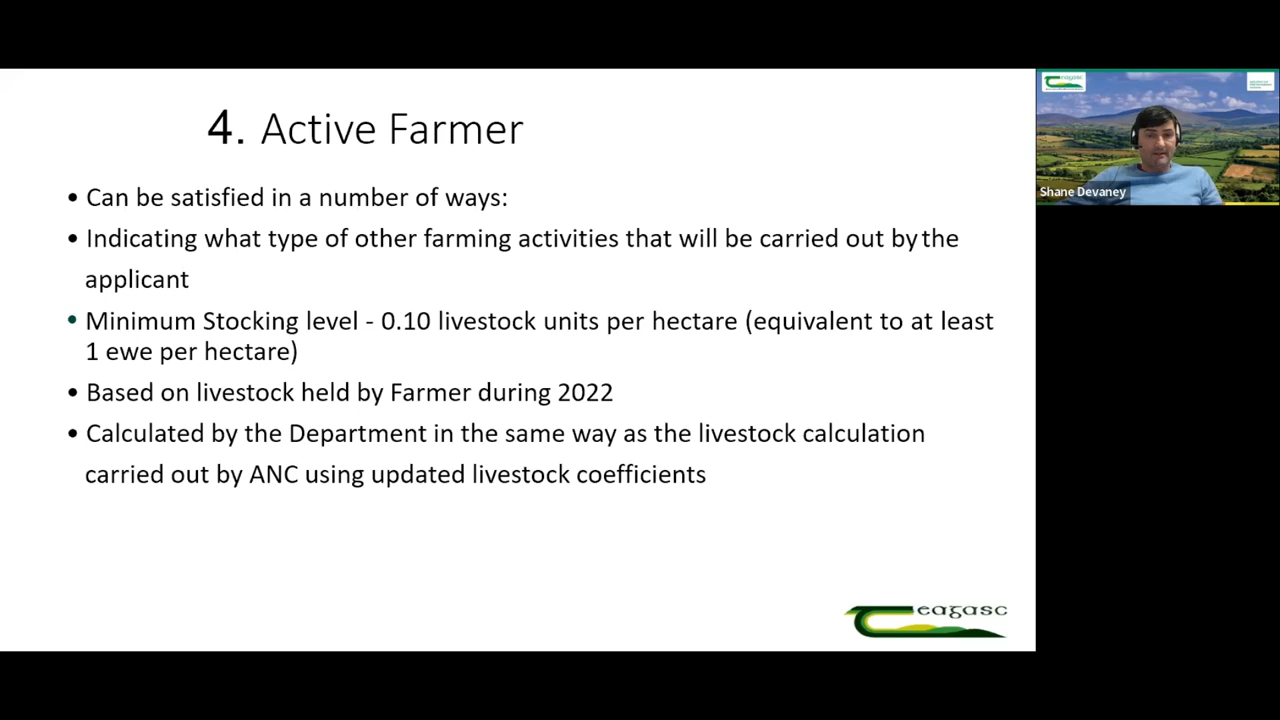 4. Active Farmer
• Can be satisfied in a number of ways:
• Indicating what type of other farming activities that will be carried out by the
applicant
• Minimum Stocking level - 0.10 livestock units per hectare (equivalent to at least
1 ewe per hectare)
• Based on livestock held by Farmer during 2022
• Calculated by the Department in the same way as the livestock calculation
carried out by ANC using updated livestock coefficients
eagasc
eagasc
Shane Devaney